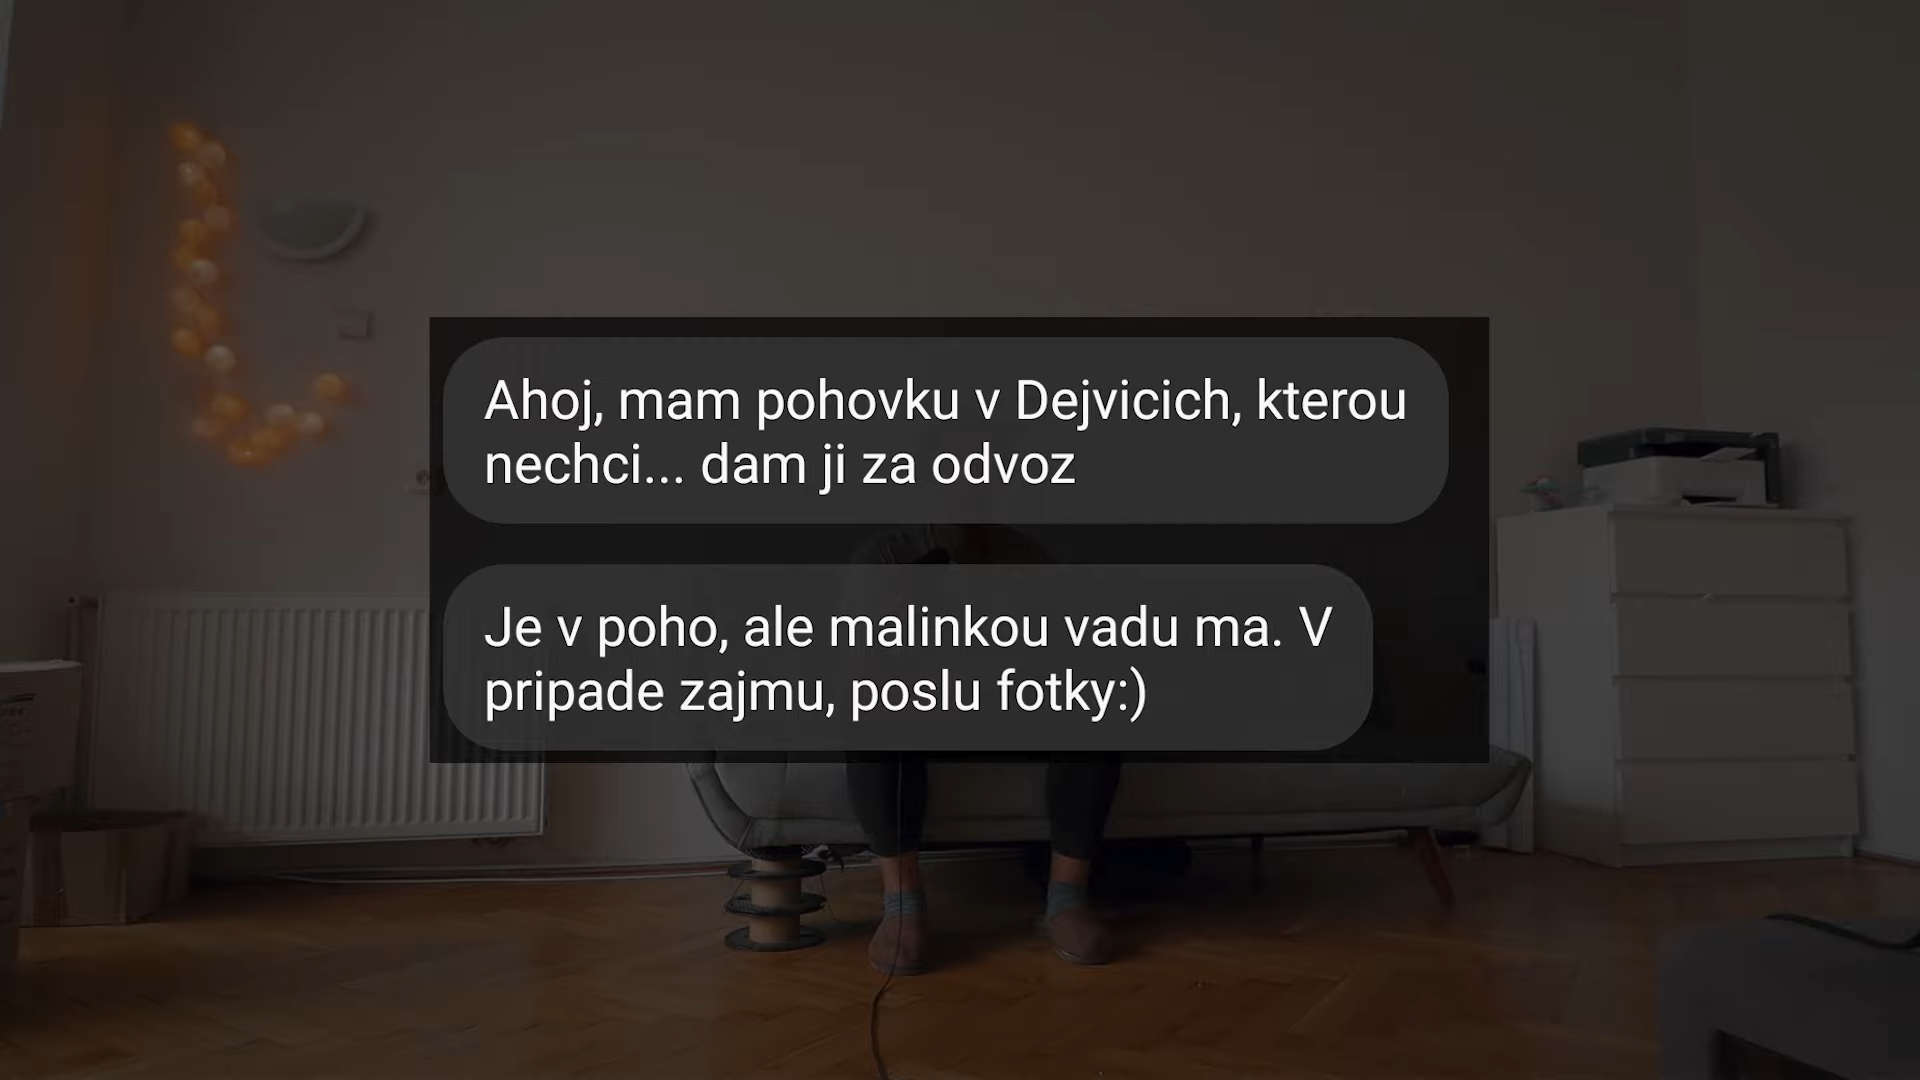 Ahoj, mam pohovku v Dejvicich, kterou
nechci... dam ji za odvoz
Je v poho, ale malinkou vadu ma. V
pripade zajmu, poslu fotky:)